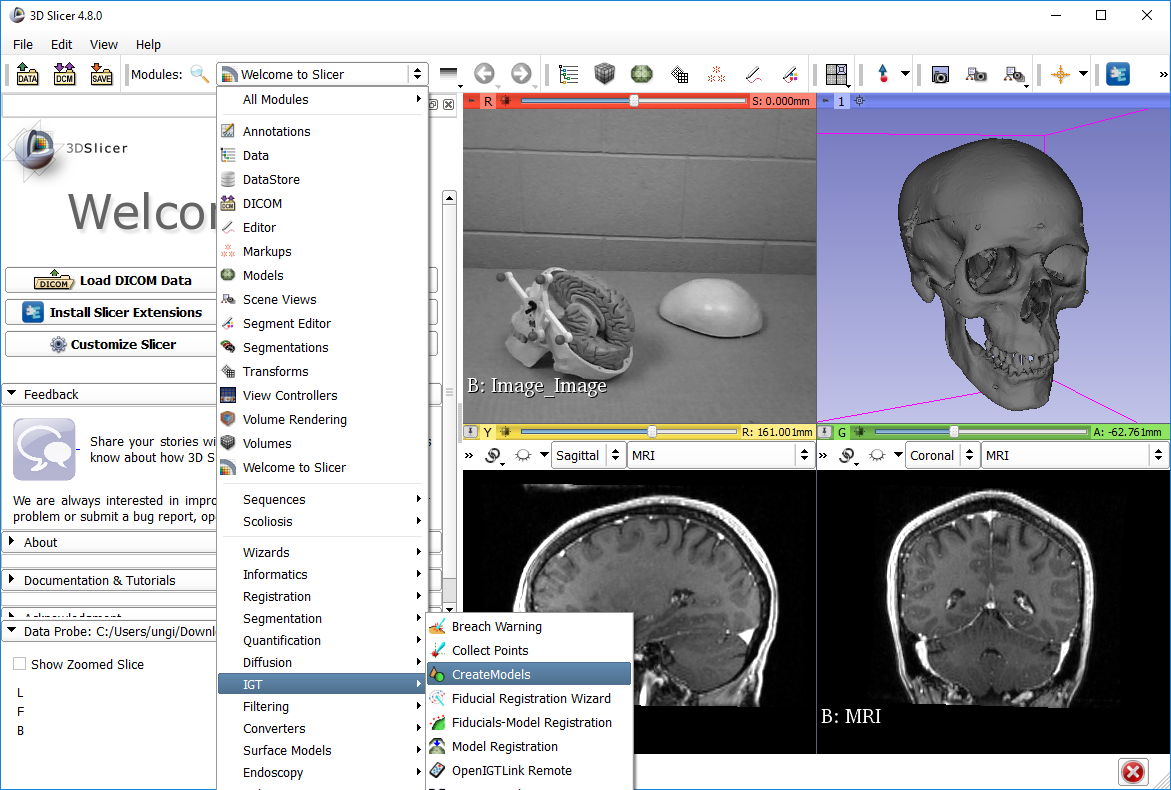 3D Slicer 4.8.0
File Edit View Help
DATA DCM SAVE Modules: Welcome to Slicer
All Modules
Annotations
Data
DataStore
DICOM
Editor
Markups
Models
Scene Views
Segment Editor
Segmentations
Transforms
View Controllers
Volume Rendering
Volumes
Welcome to Slicer
Sequences
Scoliosis
Wizards
Informatics
Registration
Segmentation
Quantification
Diffusion
IGT
Filtering
Converters
Surface Models
Endoscopy
Breach Warning
Collect Points
CreateModels
Fiducial Registration Wizard
Fiducials-Model Registration
Model Registration
OpenIGTLink Remote
3DSlicer
Welco
DICOM Load DICOM Data
Install Slicer Extensions
Customize Slicer
Feedback
Share your stories wi
know about how 3D S
We are always interested in impro
problem or submit a bug report, op
About
Documentation & Tutorials
Data Probe: C:/Users/ungi/Downl
Show Zoomed Slice
L
F
B
R S: 0.000mm
B: Image_Image
1
Y R: 161.001mm
» Sagittal MRI
G A: -62.761mm
» Coronal MRI
B: MRI